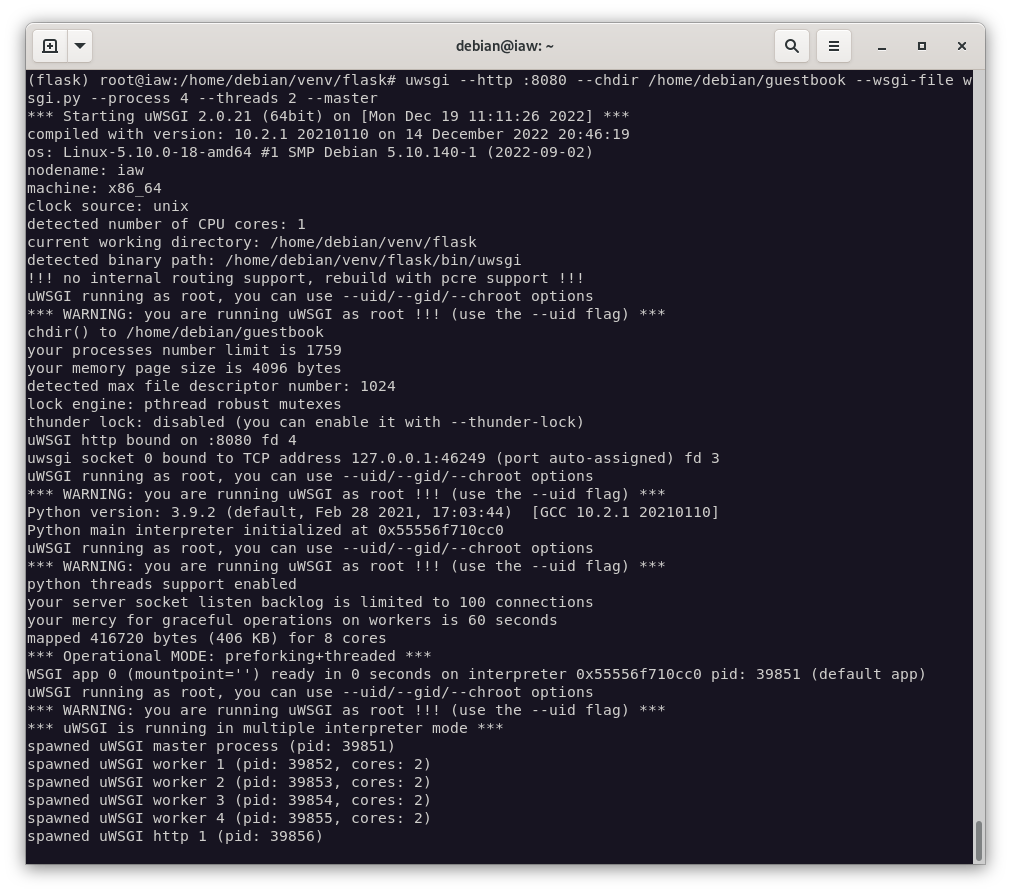 debian@iaw: ~
(flask) root@iaw:/home/debian/venv/flask# uwsgi --http :8080 --chdir /home/debian/guestbook --wsgi-file w
sgi.py --process 4 --threads 2 --master
*** Starting uWSGI 2.0.21 (64bit) on [Mon Dec 19 11:11:26 2022] ***
compiled with version: 10.2.1 20210110 on 14 December 2022 20:46:19
os: Linux-5.10.0-18-amd64 #1 SMP Debian 5.10.140-1 (2022-09-02)
nodename: iaw
machine: x86_64
clock source: unix
detected number of CPU cores: 1
current working directory: /home/debian/venv/flask
detected binary path: /home/debian/venv/flask/bin/uwsgi
!!! no internal routing support, rebuild with pcre support !!!
uWSGI running as root, you can use --uid/--gid/--chroot options
*** WARNING: you are running uWSGI as root !!! (use the --uid flag) ***
chdir() to /home/debian/guestbook
your processes number limit is 1759
your memory page size is 4096 bytes
detected max file descriptor number: 1024
lock engine: pthread robust mutexes
thunder lock: disabled (you can enable it with --thunder-lock)
uWSGI http bound on :8080 fd 4
uwsgi socket 0 bound to TCP address 127.0.0.1:46249 (port auto-assigned) fd 3
uWSGI running as root, you can use --uid/--gid/--chroot options
*** WARNING: you are running uWSGI as root !!! (use the --uid flag) ***
Python version: 3.9.2 (default, Feb 28 2021, 17:03:44)  [GCC 10.2.1 20210110]
Python main interpreter initialized at 0x55556f710cc0
uWSGI running as root, you can use --uid/--gid/--chroot options
*** WARNING: you are running uWSGI as root !!! (use the --uid flag) ***
python threads support enabled
your server socket listen backlog is limited to 100 connections
your mercy for graceful operations on workers is 60 seconds
mapped 416720 bytes (406 KB) for 8 cores
*** Operational MODE: preforking+threaded ***
WSGI app 0 (mountpoint='') ready in 0 seconds on interpreter 0x55556f710cc0 pid: 39851 (default app)
uWSGI running as root, you can use --uid/--gid/--chroot options
*** WARNING: you are running uWSGI as root !!! (use the --uid flag) ***
*** uWSGI is running in multiple interpreter mode ***
spawned uWSGI master process (pid: 39851)
spawned uWSGI worker 1 (pid: 39852, cores: 2)
spawned uWSGI worker 2 (pid: 39853, cores: 2)
spawned uWSGI worker 3 (pid: 39854, cores: 2)
spawned uWSGI worker 4 (pid: 39855, cores: 2)
spawned uWSGI http 1 (pid: 39856)